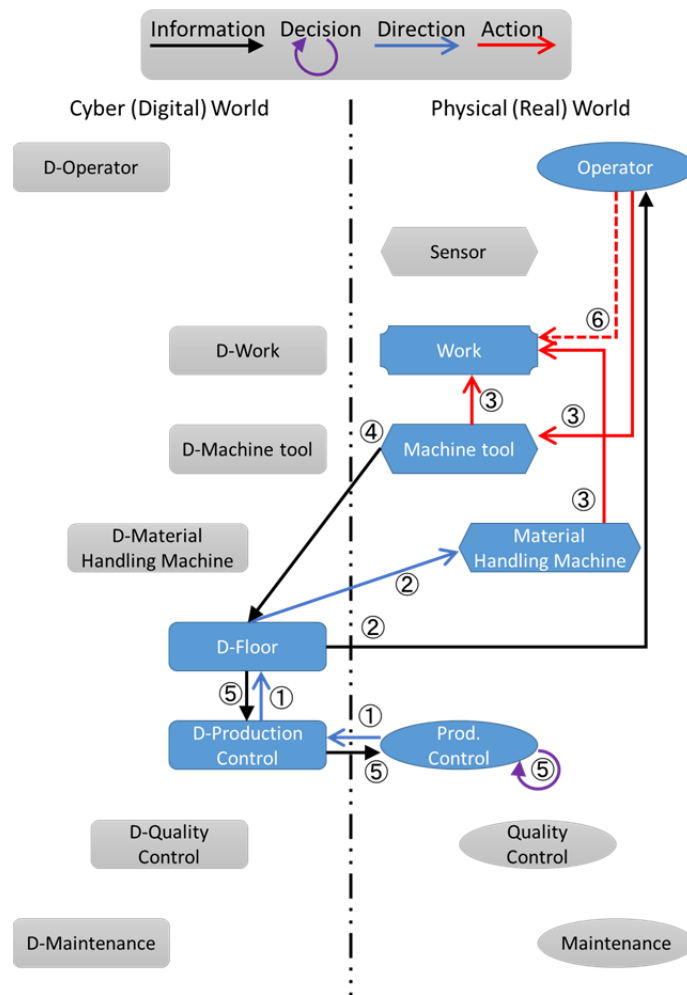 Information Decision Direction Action
Cyber (Digital) World
Physical (Real) World
D-Operator
Operator
Sensor
⑥
D-Work
Work
③
③
④
D-Machine tool
Machine tool
③
D-Material
Handling Machine
Material
Handling Machine
②
②
D-Floor
⑤
①
①
D-Production
Control
Prod.
Control
⑤
⑤
D-Quality
Control
Quality
Control
D-Maintenance
Maintenance